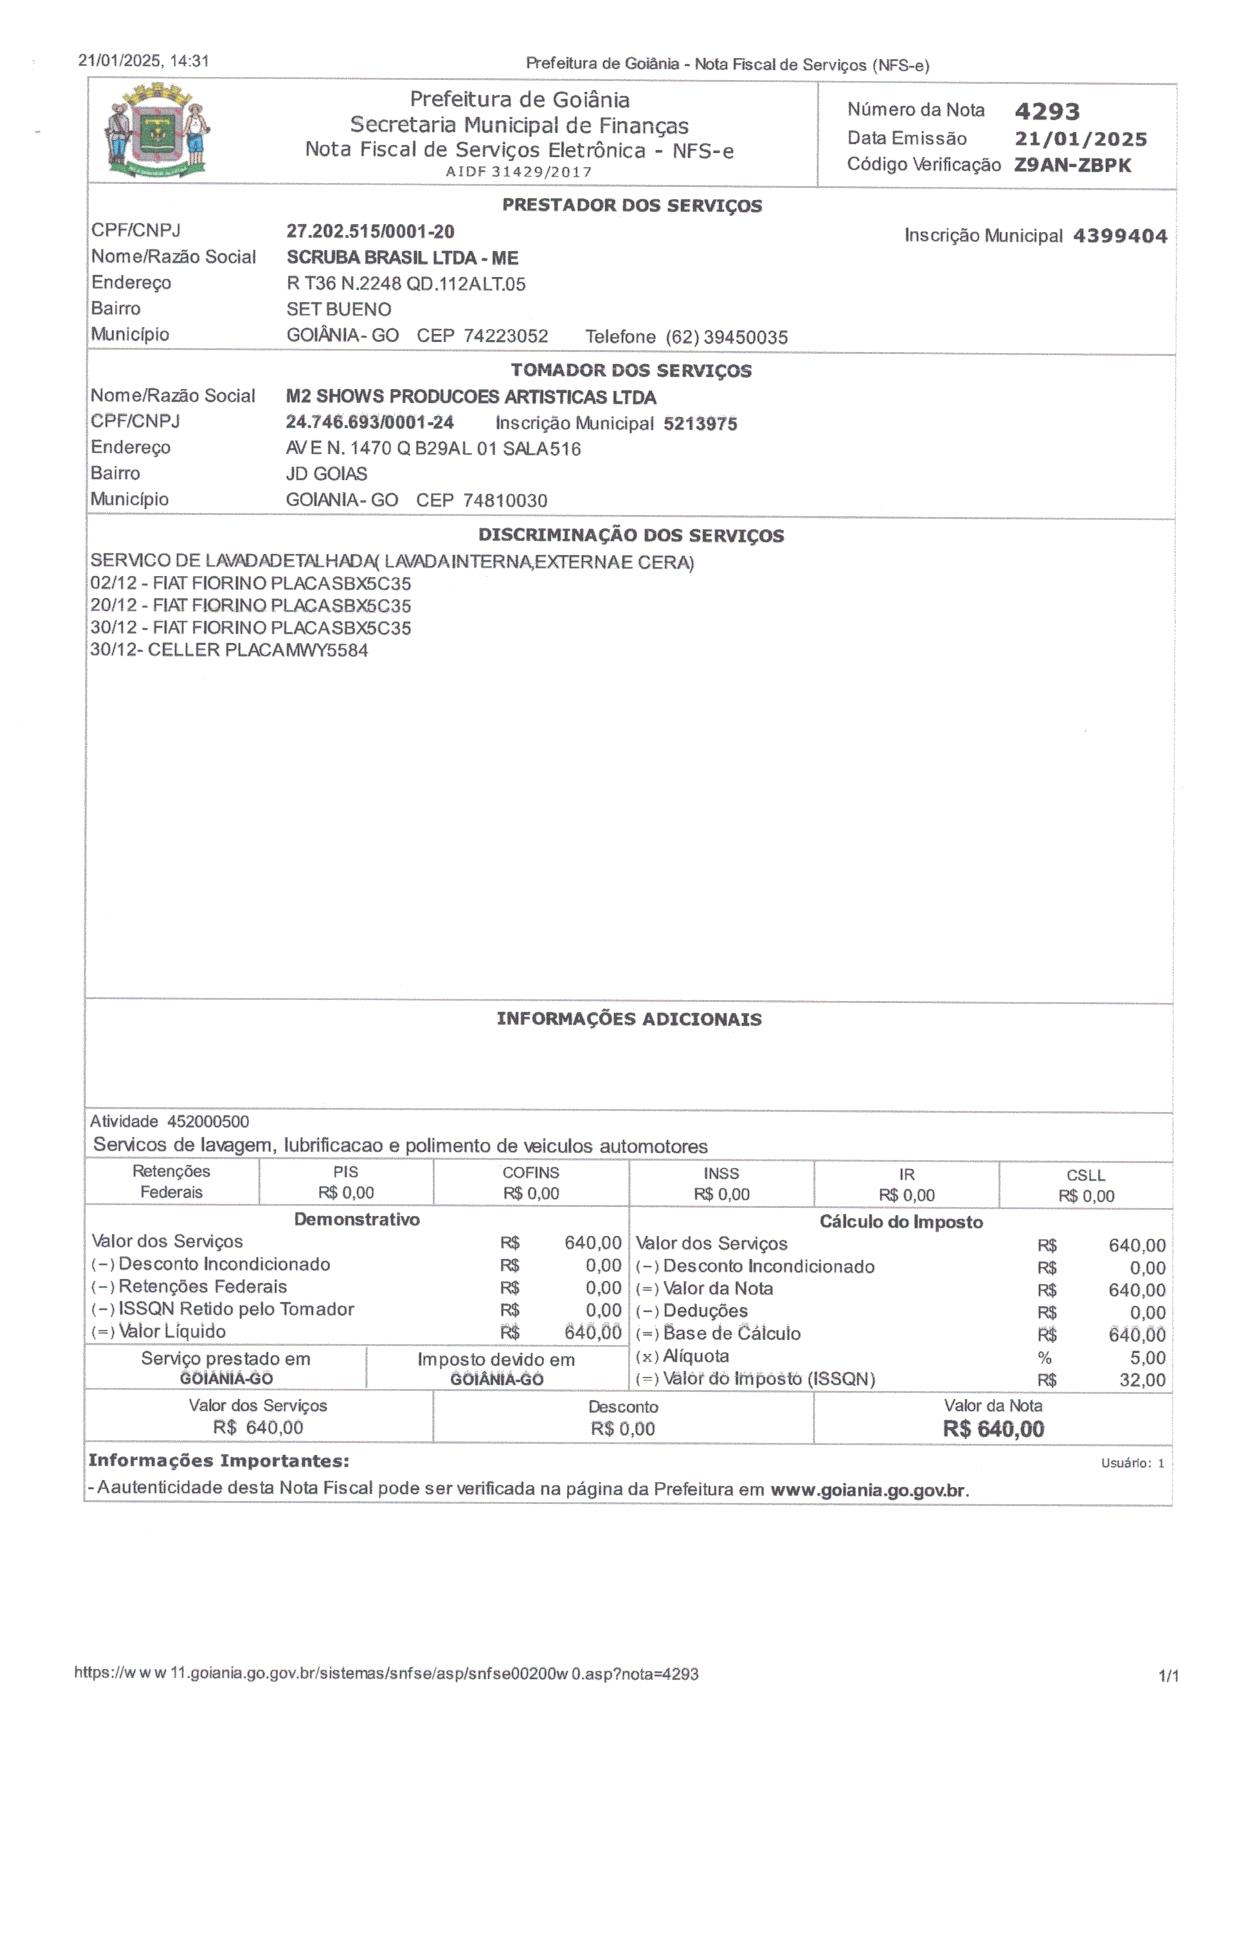 21/01/2025, 14:31
Prefeitura de Goiânia - Nota Fiscal de Serviços (NFS-e)
Prefeitura de Goiânia
Secretaria Municipal de Finanças
Nota Fiscal de Serviços Eletrônica - NFS-e
AIDF 31429/2017
Número da Nota 4293
Data Emissão 21/01/2025
Código Verificação Z9AN-ZBPK
PRESTADOR DOS SERVIÇOS
CPF/CNPJ 27.202.515/0001-20 Inscrição Municipal 4399404
Nome/Razão Social SCRUBA BRASIL LTDA - ME
Endereço R T36 N.2248 QD.112ALT.05
Bairro SET BUENO
Município GOIÂNIA- GO CEP 74223052 Telefone (62) 39450035
TOMADOR DOS SERVIÇOS
Nome/Razão Social M2 SHOWS PRODUCOES ARTISTICAS LTDA
CPF/CNPJ 24.746.693/0001-24 Inscrição Municipal 5213975
Endereço AV E N. 1470 Q B29AL 01 SALA516
Bairro JD GOIAS
Município GOIANIA- GO CEP 74810030
DISCRIMINAÇÃO DOS SERVIÇOS
SERVICO DE LAVADADETALHADA( LAVADAINTERNA,EXTERNAE CERA)
02/12 - FIAT FIORINO PLACASBX5C35
20/12 - FIAT FIORINO PLACASBX5C35
30/12 - FIAT FIORINO PLACASBX5C35
30/12- CELLER PLACAMWY5584
INFORMAÇÕES ADICIONAIS
Atividade 452000500
Servicos de lavagem, lubrificacao e polimento de veiculos automotores
Retenções Federais
PIS R$ 0,00
COFINS R$ 0,00
INSS R$ 0,00
IR R$ 0,00
CSLL R$ 0,00
Demonstrativo
Valor dos Serviços R$ 640,00
(−) Desconto Incondicionado R$ 0,00
(−) Retenções Federais R$ 0,00
(−) ISSQN Retido pelo Tomador R$ 0,00
(=) Valor Líquido R$ 640,00
Serviço prestado em GOIÂNIA-GO
Imposto devido em GOIÂNIA-GO
Cálculo do Imposto
Valor dos Serviços R$ 640,00
(−) Desconto Incondicionado R$ 0,00
(=) Valor da Nota R$ 640,00
(−) Deduções R$ 0,00
(=) Base de Cálculo R$ 640,00
(x) Alíquota % 5,00
(=) Valor do Imposto (ISSQN) R$ 32,00
Valor dos Serviços R$ 640,00
Desconto R$ 0,00
Valor da Nota R$ 640,00
Informações Importantes: Usuário: 1
- Aautenticidade desta Nota Fiscal pode ser verificada na página da Prefeitura em www.goiania.go.gov.br.
https://w w w 11.goiania.go.gov.br/sistemas/snfse/asp/snfse00200w 0.asp?nota=4293
1/1